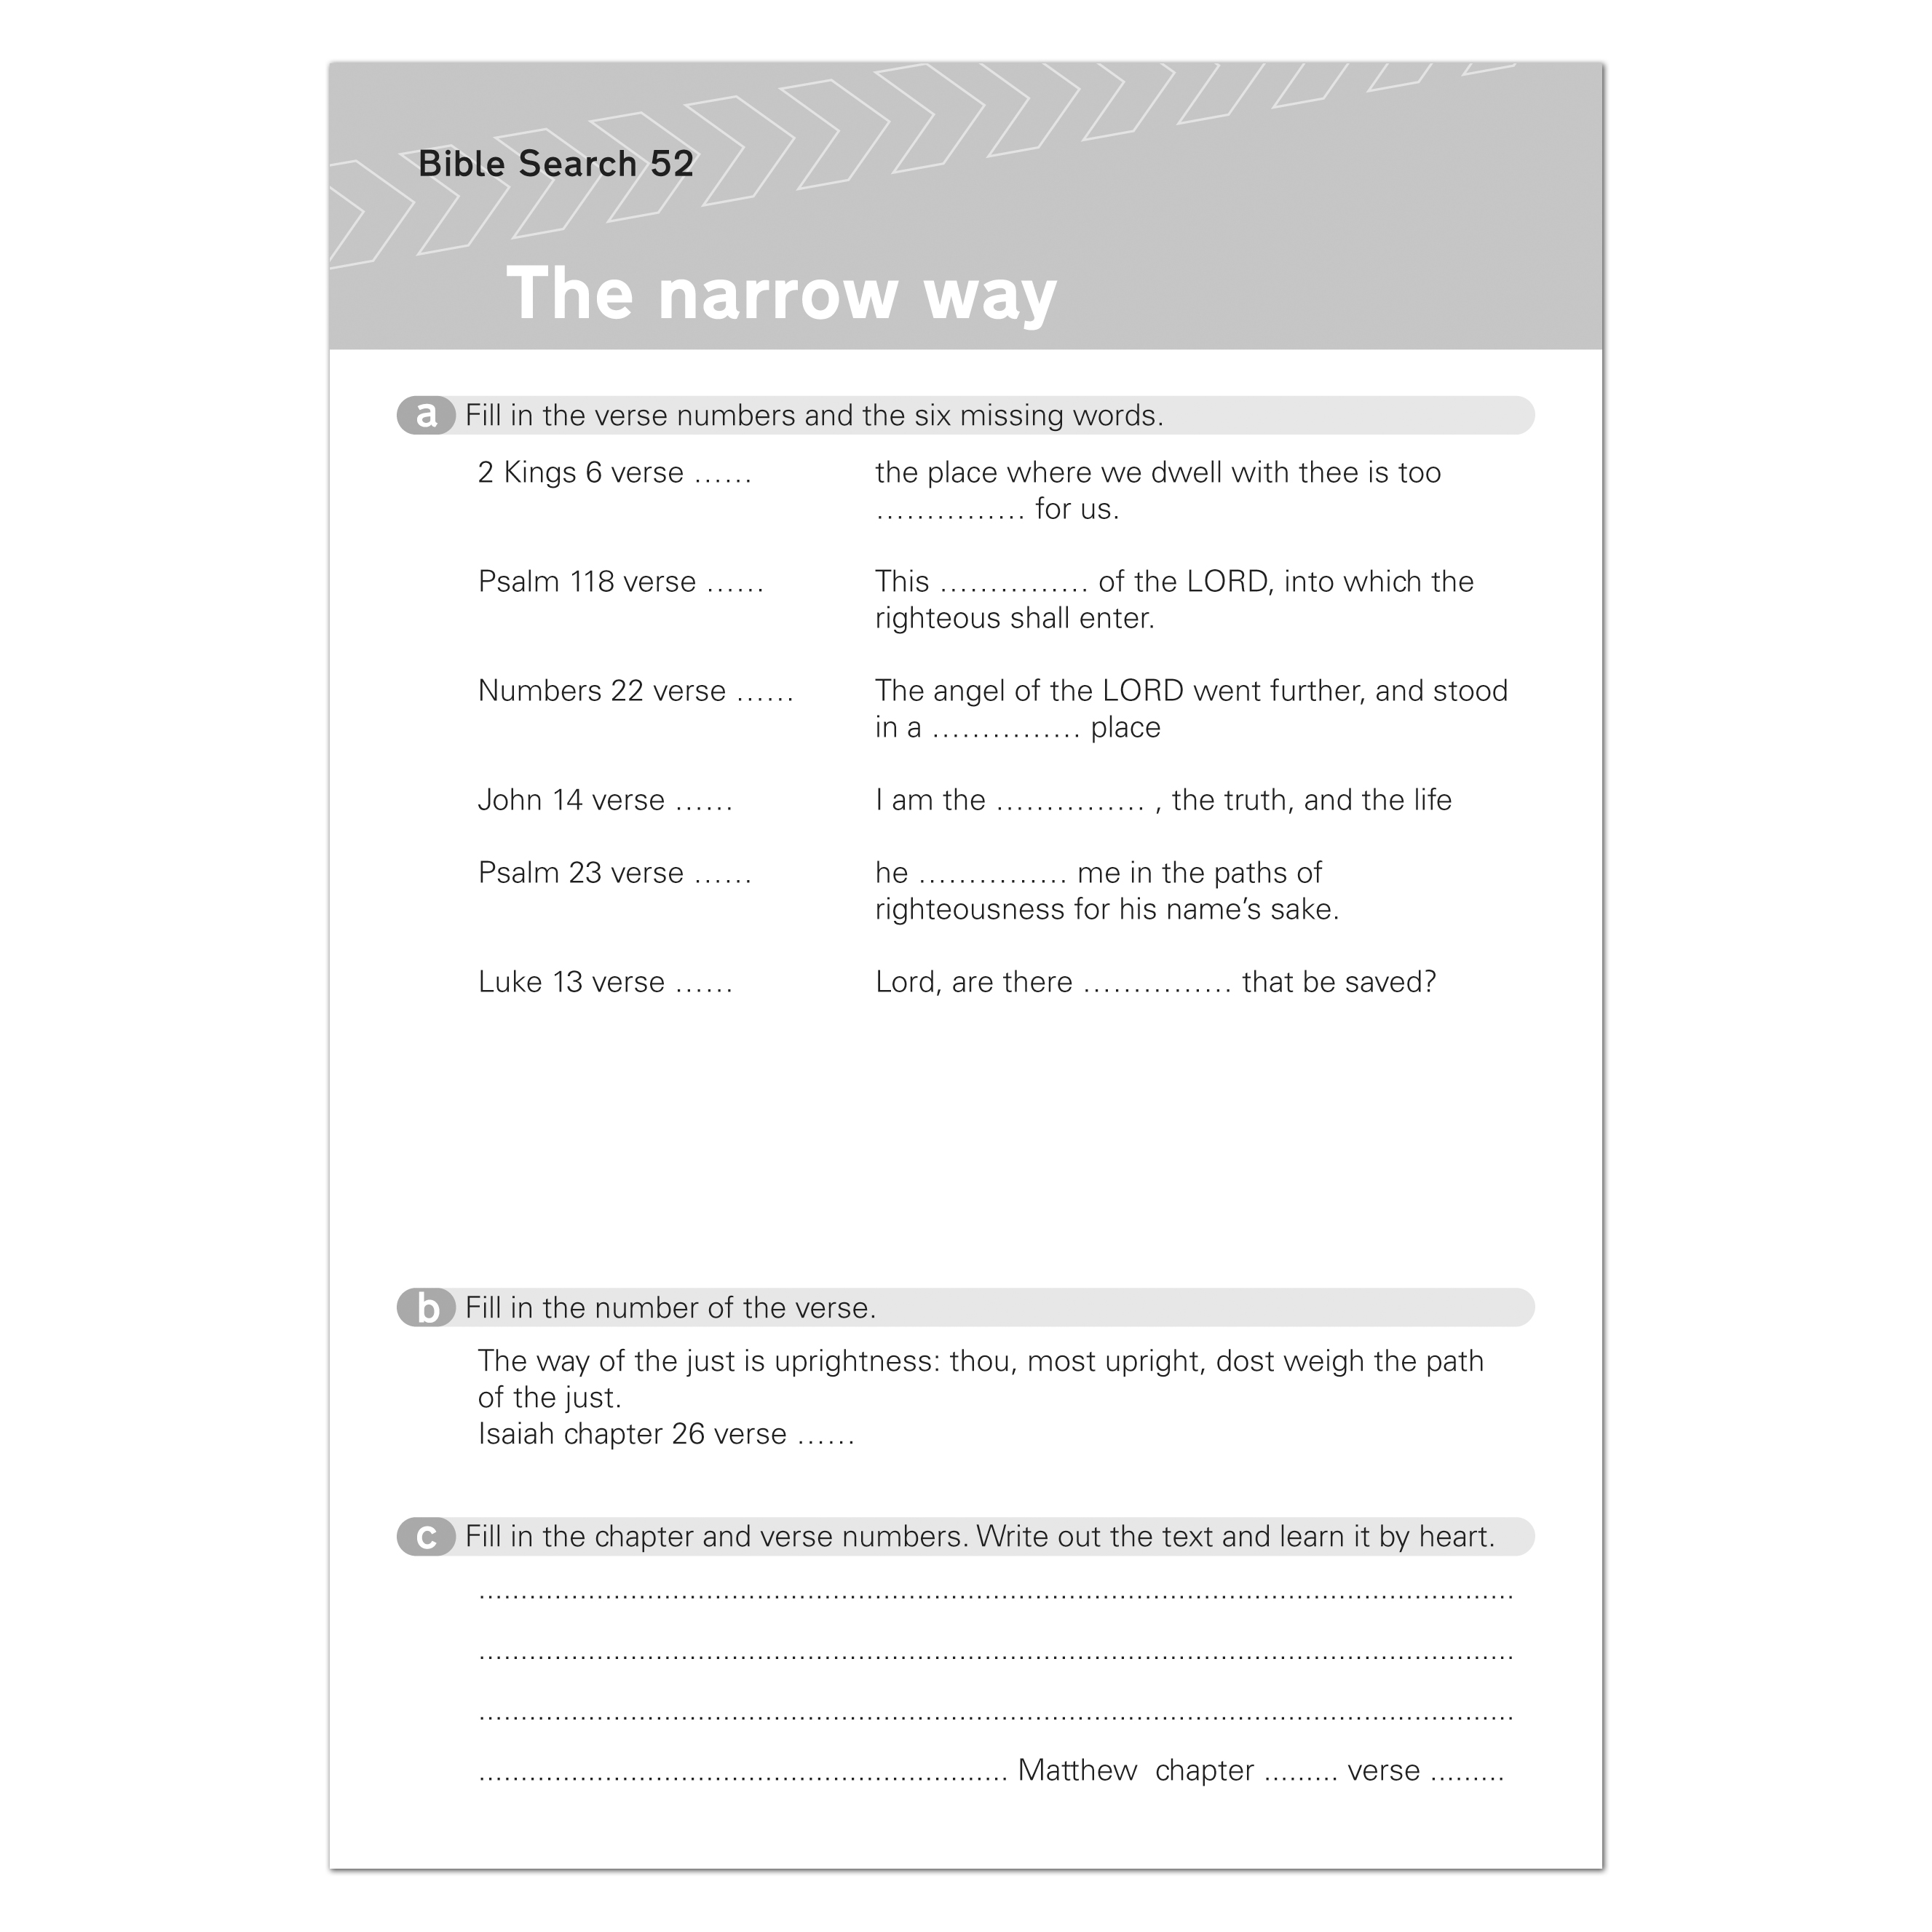 Bible Search 52
The narrow way
a Fill in the verse numbers and the six missing words.
2 Kings 6 verse ...... the place where we dwell with thee is too
............... for us.
Psalm 118 verse ...... This ............... of the LORD, into which the
righteous shall enter.
Numbers 22 verse ...... The angel of the LORD went further, and stood
in a ............... place
John 14 verse ...... I am the ............... , the truth, and the life
Psalm 23 verse ...... he ............... me in the paths of
righteousness for his name’s sake.
Luke 13 verse ...... Lord, are there ............... that be saved?
b Fill in the number of the verse.
The way of the just is uprightness: thou, most upright, dost weigh the path
of the just.
Isaiah chapter 26 verse ......
c Fill in the chapter and verse numbers. Write out the text and learn it by heart.
Matthew chapter ......... verse .........